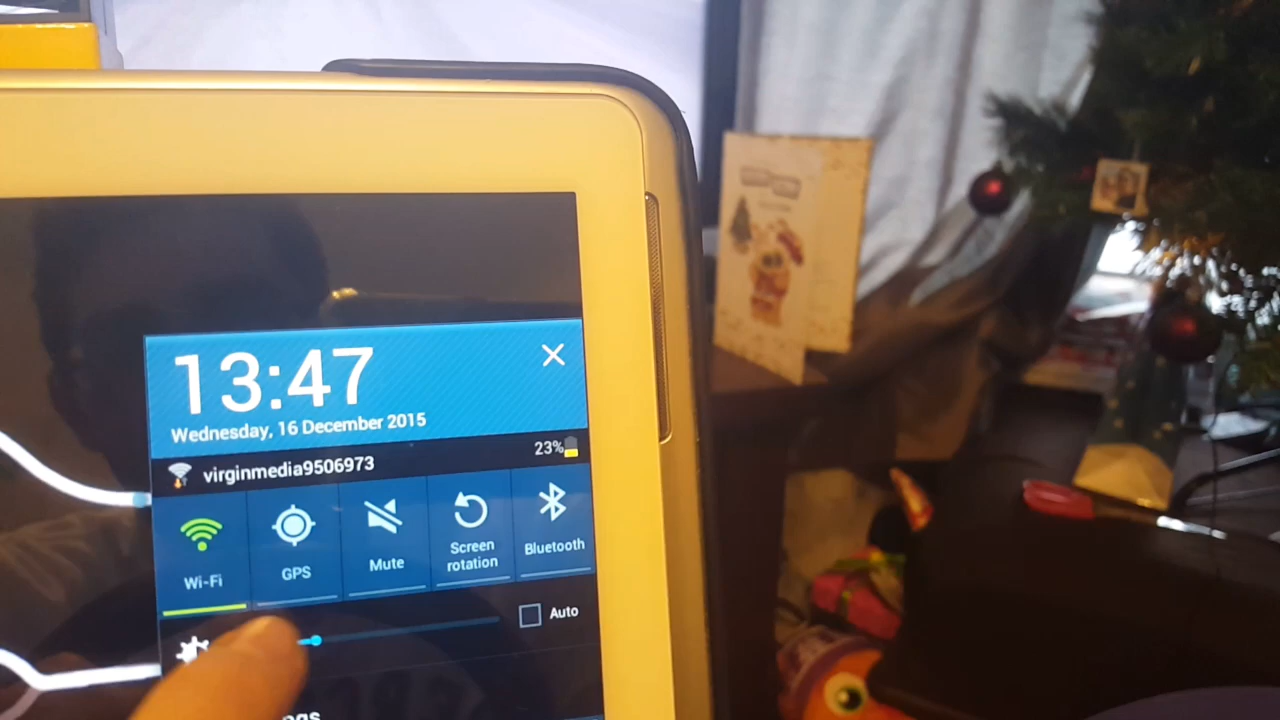 13:47
Wednesday, 16 December 2015
23%
virginmedia9506973
Wi-Fi
GPS
Mute
Screen
rotation
Bluetooth
Auto